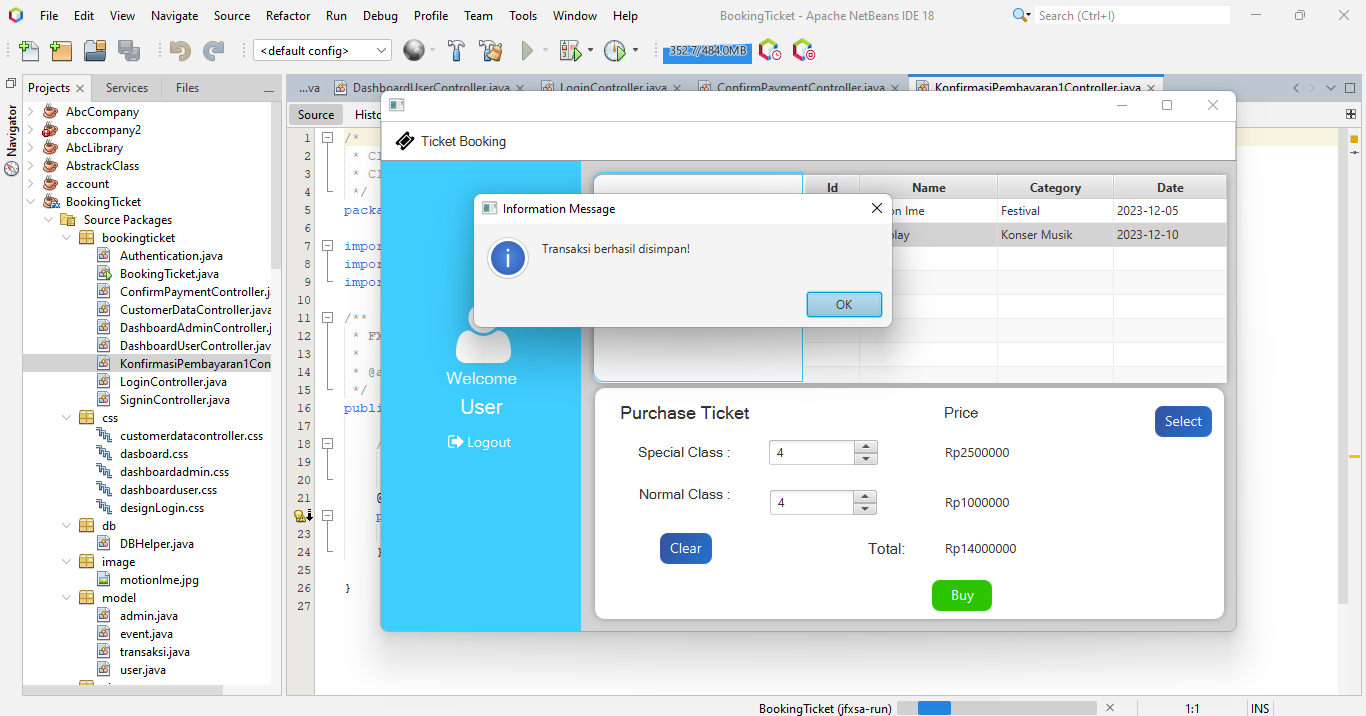 File Edit View Navigate Source Refactor Run Debug Profile Team Tools Window Help
BookingTicket - Apache NetBeans IDE 18
Search (Ctrl+I)
<default config>
352.7/484.0MB
Projects
Services
Files
...va
DashboardUserController.java
LoginController.java
ConfirmPaymentController.java
KonfirmasiPembayaran1Controller.java
Navigator
Source
Histo
AbcCompany
abccompany2
AbcLibrary
AbstrackClass
account
BookingTicket
Source Packages
bookingticket
Authentication.java
BookingTicket.java
ConfirmPaymentController.j
CustomerDataController.java
DashboardAdminController.j
DashboardUserController.jav
KonfirmasiPembayaran1Con
LoginController.java
SigninController.java
css
customerdatacontroller.css
dasboard.css
dashboardadmin.css
dashboarduser.css
designLogin.css
db
DBHelper.java
image
motionIme.jpg
model
admin.java
event.java
transaksi.java
user.java
1 /*
2 * Cl
3 * Cl
4 */
5 packa
6
7 impor
8 impor
9 impor
10
11 /**
12 * FX
13 *
14 * @a
15 */
16 publi
17
18 /
19
20
21 @
p
23
24 }
25
26 }
27
Ticket Booking
Welcome
User
Logout
Id Name Category Date
on Ime Festival 2023-12-05
play Konser Musik 2023-12-10
Information Message
Transaksi berhasil disimpan!
OK
Purchase Ticket
Price
Select
Special Class : 4 Rp2500000
Normal Class : 4 Rp1000000
Clear
Total: Rp14000000
Buy
BookingTicket (jfxsa-run)
1:1
INS